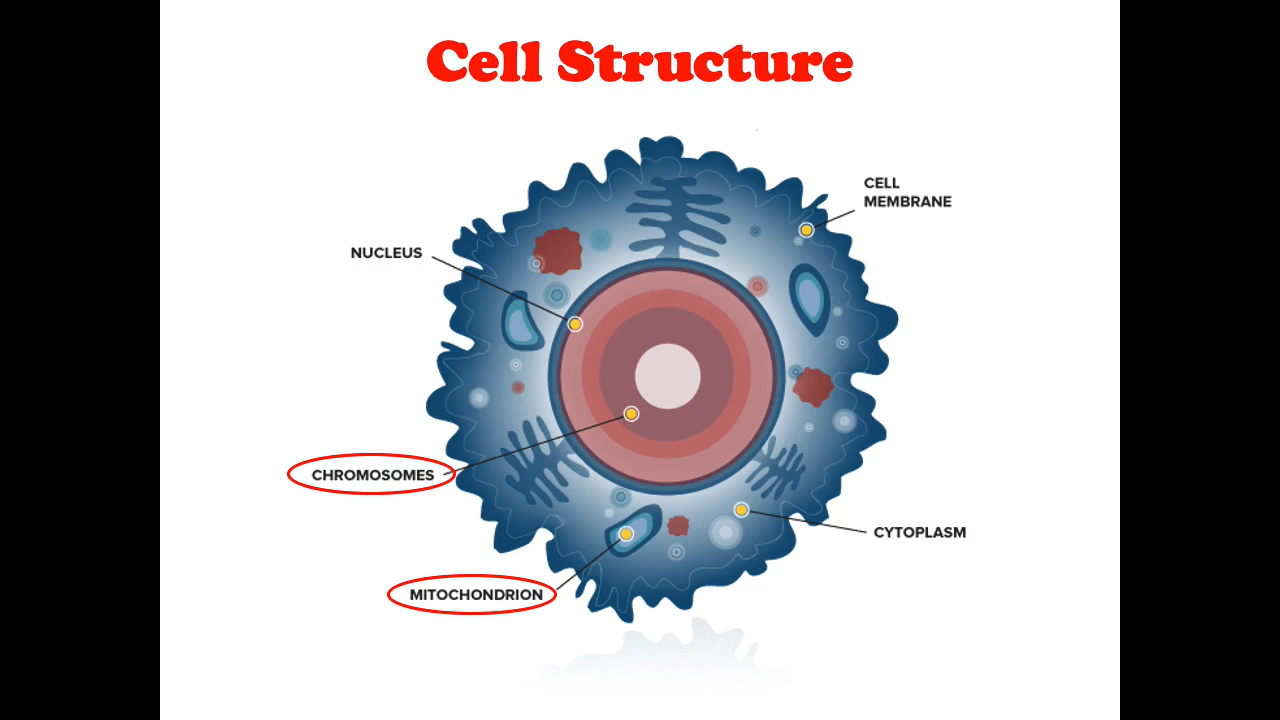 Cell Structure
CELL
MEMBRANE
NUCLEUS
CHROMOSOMES
CYTOPLASM
MITOCHONDRION